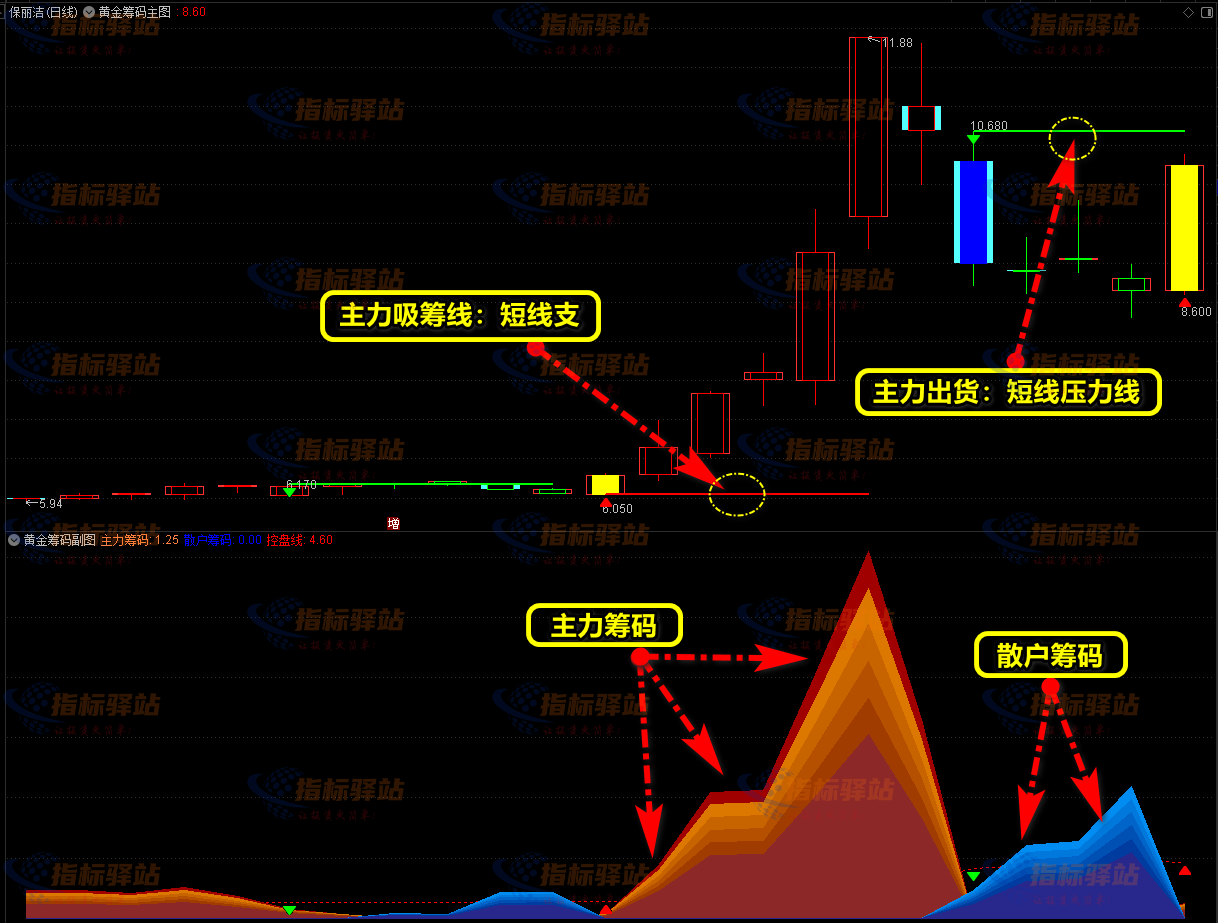 保丽洁(日线) 黄金筹码主图 : 8.60
11.88
10.680
主力吸筹线：短线支
8.600
主力出货：短线压力线
6.170
←5.94
6.050
增
黄金筹码副图 主力筹码: 1.25 散户筹码: 0.00 控盘线: 4.60
主力筹码
散户筹码
指标驿站